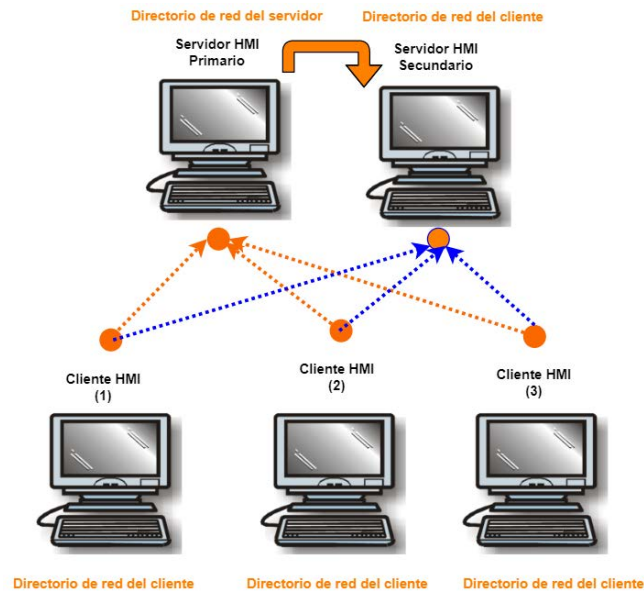 Directorio de red del servidor
Directorio de red del cliente
Servidor HMI
Primario
Servidor HMI
Secundario
Cliente HMI
(1)
Cliente HMI
(2)
Cliente HMI
(3)
Directorio de red del cliente
Directorio de red del cliente
Directorio de red del cliente